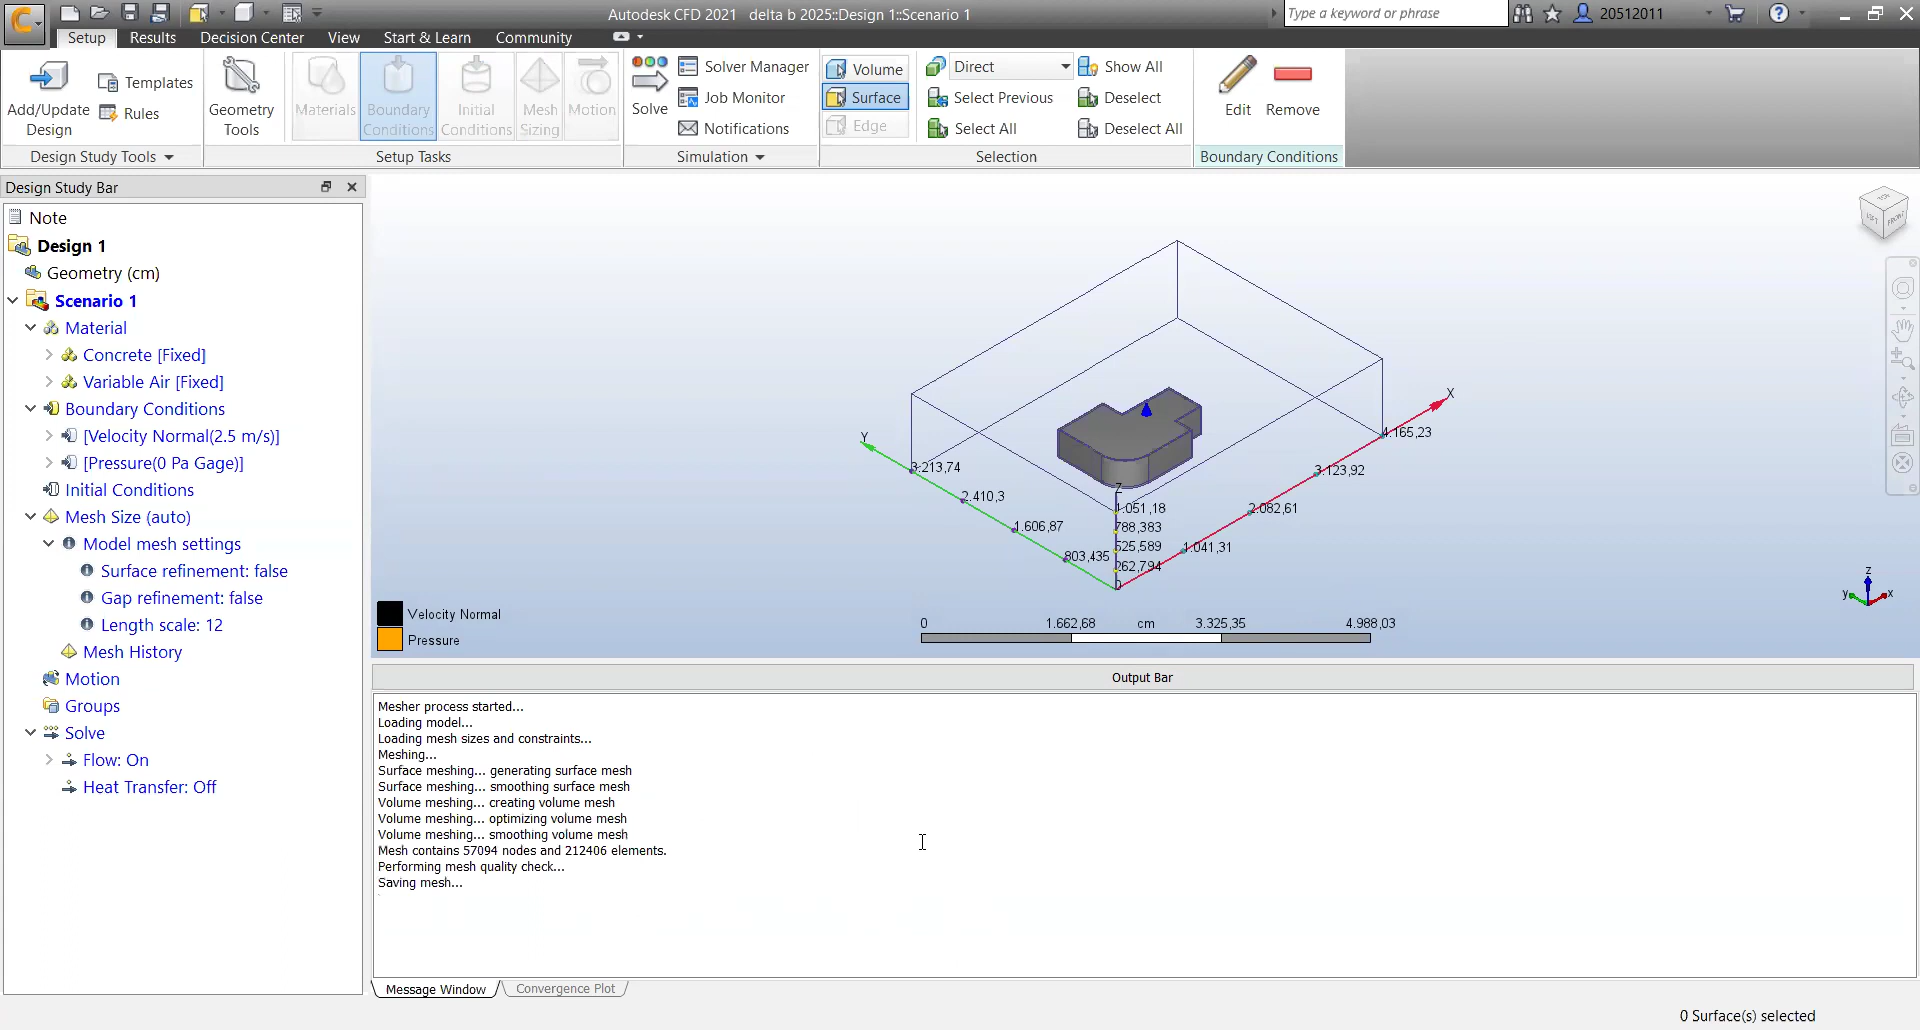 Autodesk CFD 2021 delta b 2025::Design 1::Scenario 1
Type a keyword or phrase
20512011
Setup Results Decision Center View Start & Learn Community
Add/Update Design
Templates
Rules
Design Study Tools
Geometry Tools
Materials
Boundary Conditions
Initial Conditions
Mesh Sizing
Motion
Setup Tasks
Solve
Solver Manager
Job Monitor
Notifications
Simulation
Volume
Surface
Edge
Direct
Select Previous
Select All
Show All
Deselect
Deselect All
Selection
Edit
Remove
Boundary Conditions
Design Study Bar
Note
Design 1
Geometry (cm)
Scenario 1
Material
Concrete [Fixed]
Variable Air [Fixed]
Boundary Conditions
[Velocity Normal(2.5 m/s)]
[Pressure(0 Pa Gage)]
Initial Conditions
Mesh Size (auto)
Model mesh settings
Surface refinement: false
Gap refinement: false
Length scale: 12
Mesh History
Motion
Groups
Solve
Flow: On
Heat Transfer: Off
TOP
LEFT
FRONT
X
Y
Z
4.165,23
3.123,92
2.082,61
1.041,31
3.213,74
2.410,3
1.606,87
803,435
1.051,18
788,383
525,589
262,794
0
z
y
x
Velocity Normal
Pressure
0 1.662,68 cm 3.325,35 4.988,03
Output Bar
Mesher process started...
Loading model...
Loading mesh sizes and constraints...
Meshing...
Surface meshing... generating surface mesh
Surface meshing... smoothing surface mesh
Volume meshing... creating volume mesh
Volume meshing... optimizing volume mesh
Volume meshing... smoothing volume mesh
Mesh contains 57094 nodes and 212406 elements.
Performing mesh quality check...
Saving mesh...
Message Window
Convergence Plot
0 Surface(s) selected